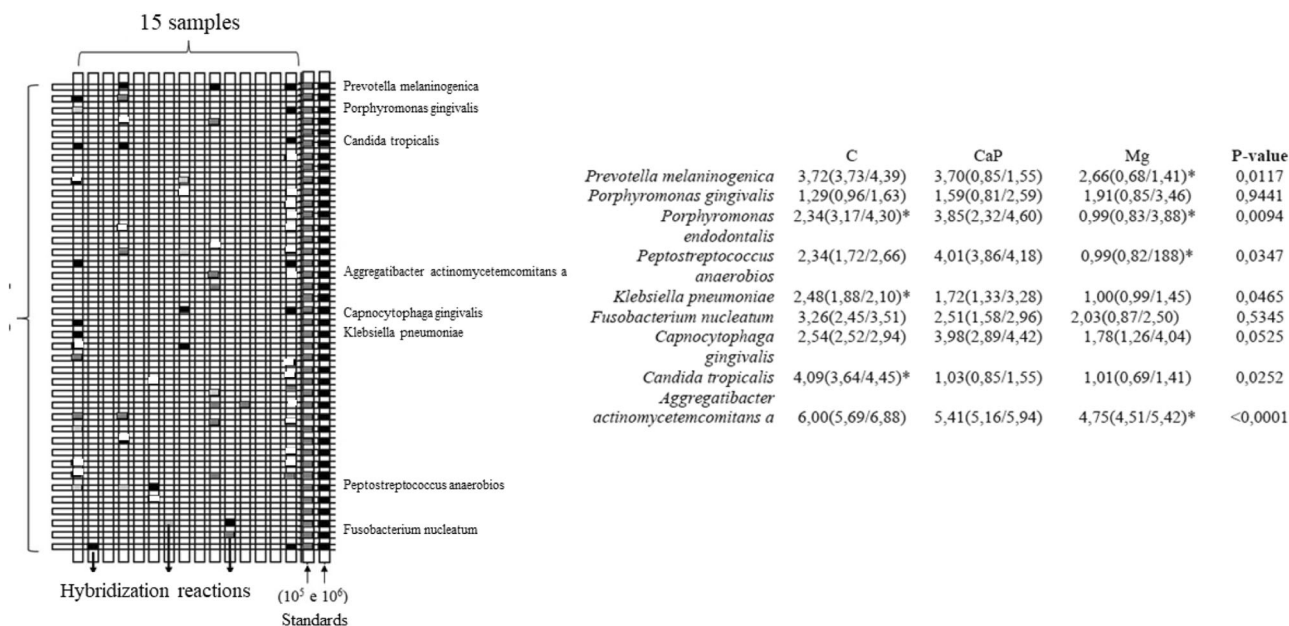 15 samples
Prevotella melaninogenica
Porphyromonas gingivalis
Candida tropicalis
Aggregatibacter actinomycetemcomitans a
Capnocytophaga gingivalis
Klebsiella pneumoniae
Peptostreptococcus anaerobios
Fusobacterium nucleatum
Hybridization reactions
(10⁵ e 10⁶)
Standards
C CaP Mg P-value
Prevotella melaninogenica 3,72(3,73/4,39) 3,70(0,85/1,55) 2,66(0,68/1,41)* 0,0117
Porphyromonas gingivalis 1,29(0,96/1,63) 1,59(0,81/2,59) 1,91(0,85/3,46) 0,9441
Porphyromonas 2,34(3,17/4,30)* 3,85(2,32/4,60) 0,99(0,83/3,88)* 0,0094
endodontalis
Peptostreptococcus 2,34(1,72/2,66) 4,01(3,86/4,18) 0,99(0,82/188)* 0,0347
anaerobios
Klebsiella pneumoniae 2,48(1,88/2,10)* 1,72(1,33/3,28) 1,00(0,99/1,45) 0,0465
Fusobacterium nucleatum 3,26(2,45/3,51) 2,51(1,58/2,96) 2,03(0,87/2,50) 0,5345
Capnocytophaga 2,54(2,52/2,94) 3,98(2,89/4,42) 1,78(1,26/4,04) 0,0525
gingivalis
Candida tropicalis 4,09(3,64/4,45)* 1,03(0,85/1,55) 1,01(0,69/1,41) 0,0252
Aggregatibacter
actinomycetemcomitans a 6,00(5,69/6,88) 5,41(5,16/5,94) 4,75(4,51/5,42)* <0,0001